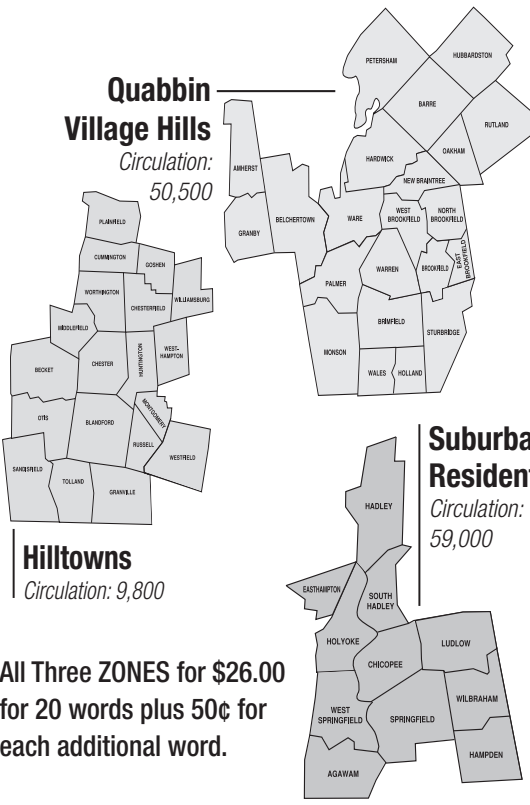 Quabbin
Village Hills
Circulation:
50,500
PETERSHAM
HUBBARDSTON
BARRE
RUTLAND
OAKHAM
HARDWICK
NEW BRAINTREE
AMHERST
BELCHERTOWN
GRANBY
WARE
WEST
BROOKFIELD
NORTH
BROOKFIELD
EAST
BROOKFIELD
BROOKFIELD
WARREN
PALMER
BRIMFIELD
STURBRIDGE
MONSON
WALES
HOLLAND
PLAINFIELD
CUMMINGTON
GOSHEN
WORTHINGTON
CHESTERFIELD
WILLIAMSBURG
MIDDLEFIELD
BECKET
CHESTER
HUNTINGTON
WEST-
HAMPTON
OTIS
BLANDFORD
MONTGOMERY
RUSSELL
WESTFIELD
SANDISFIELD
TOLLAND
GRANVILLE
Hilltowns
Circulation: 9,800
Suburba
Residen
Circulation:
59,000
HADLEY
EASTHAMPTON
SOUTH
HADLEY
HOLYOKE
CHICOPEE
LUDLOW
WEST
SPRINGFIELD
SPRINGFIELD
WILBRAHAM
HAMPDEN
AGAWAM
All Three ZONES for $26.00
for 20 words plus 50¢ for
each additional word.